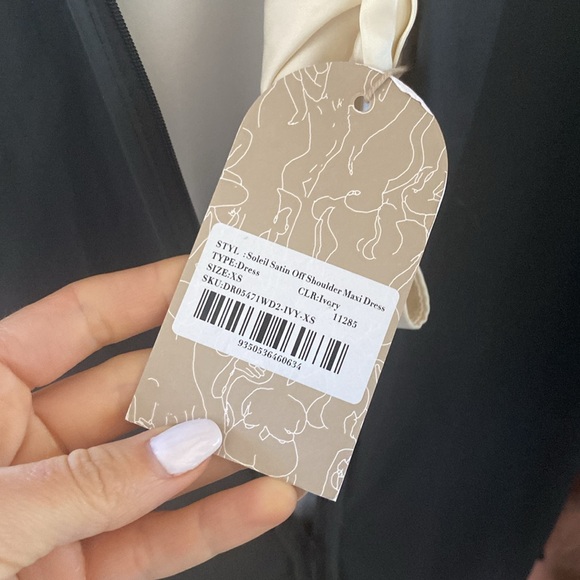 STYL :Soleil Satin Off Shoulder Maxi Dress
TYPE:Dress CLR:Ivory
SIZE:XS 11285
SKU:DR05471WD2-IVY-XS
9350536460634